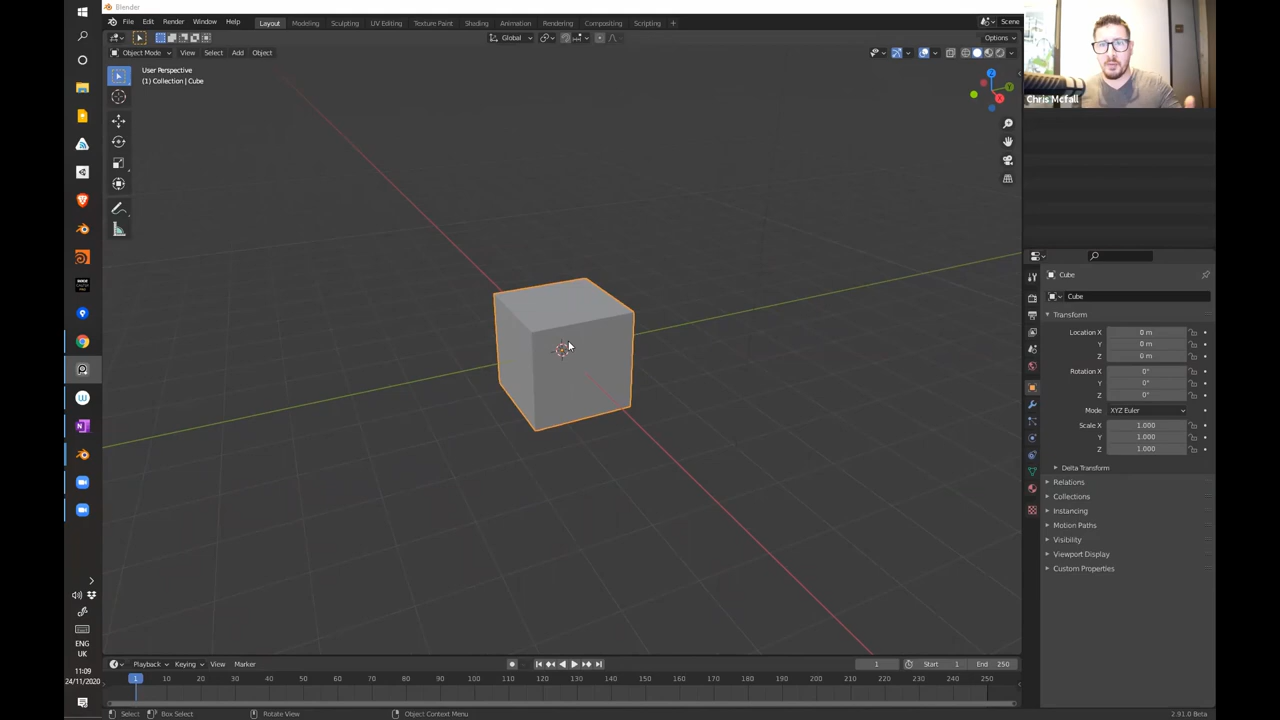 Blender
File Edit Render Window Help
Layout Modeling Sculpting UV Editing Texture Paint Shading Animation Rendering Compositing Scripting +
Scene
Global
Options
Object Mode View Select Add Object
User Perspective
(1) Collection | Cube
Z
Y
X
Chris Mcfall
Cube
Cube
Transform
Location X 0 m
Y 0 m
Z 0 m
Rotation X 0°
Y 0°
Z 0°
Mode XYZ Euler
Scale X 1.000
Y 1.000
Z 1.000
Delta Transform
Relations
Collections
Instancing
Motion Paths
Visibility
Viewport Display
Custom Properties
ENG
UK
11:09
24/11/2020
Playback Keying View Marker
1 Start 1 End 250
1 10 20 30 40 50 60 70 80 90 100 110 120 130 140 150 160 170 180 190 200 210 220 230 240 250
Select Box Select Rotate View Object Context Menu 2.91.0 Beta